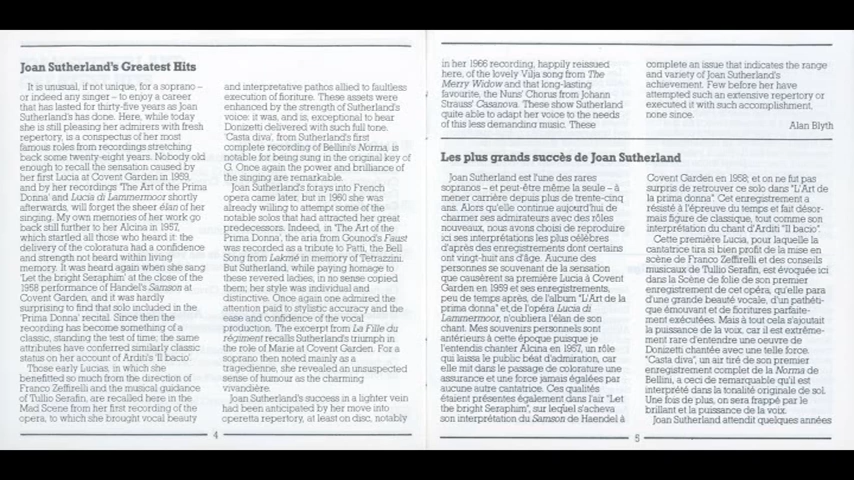 Joan Sutherland's Greatest Hits
It is unusual, if not unique, for a soprano –
or indeed any singer – to enjoy a career
that has lasted for thirty-five years as Joan
Sutherland's has done. Here, while today
she is still pleasing her admirers with fresh
repertory, is a conspectus of her most
famous roles from recordings stretching
back some twenty-eight years. Nobody old
enough to recall the sensation caused by
her first Lucia at Covent Garden in 1959,
and by her recordings 'The Art of the Prima
Donna' and Lucia di Lammermoor shortly
afterwards, will forget the sheer élan of her
singing. My own memories of her work go
back still further to her Alcina in 1957,
which startled all those who heard it: the
delivery of the coloratura had a confidence
and strength not heard within living
memory. It was heard again when she sang
'Let the bright Seraphim' at the close of the
1958 performance of Handel's Samson at
Covent Garden, and it was hardly
surprising to find that solo included in the
'Prima Donna' recital. Since then the
recording has become something of a
classic, standing the test of time; the same
attributes have conferred similarly classic
status on her account of Arditi's 'Il bacio'.
Those early Lucias, in which she
benefitted so much from the direction of
Franco Zeffirelli and the musical guidance
of Tullio Serafin, are recalled here in the
Mad Scene from her first recording of the
opera, to which she brought vocal beauty
and interpretative pathos allied to faultless
execution of fioriture. These assets were
enhanced by the strength of Sutherland's
voice: it was, and is, exceptional to hear
Donizetti delivered with such full tone.
'Casta diva', from Sutherland's first
complete recording of Bellini's Norma, is
notable for being sung in the original key of
G. Once again the power and brilliance of
the singing are remarkable.
Joan Sutherland's forays into French
opera came later, but in 1960 she was
already willing to attempt some of the
notable solos that had attracted her great
predecessors. Indeed, in 'The Art of the
Prima Donna', the aria from Gounod's Faust
was recorded as a tribute to Patti, the Bell
Song from Lakmé in memory of Tetrazzini.
But Sutherland, while paying homage to
these revered ladies, in no sense copied
them; her style was individual and
distinctive. Once again one admired the
attention paid to stylistic accuracy and the
ease and confidence of the vocal
production. The excerpt from La Fille du
régiment recalls Sutherland's triumph in
the role of Marie at Covent Garden. For a
soprano then noted mainly as a
tragedienne, she revealed an unsuspected
sense of humour as the charming
vivandière.
Joan Sutherland's success in a lighter vein
had been anticipated by her move into
operetta repertory, at least on disc, notably
4
in her 1966 recording, happily reissued
here, of the lovely Vilja song from The
Merry Widow and that long-lasting
favourite, the Nuns' Chorus from Johann
Strauss' Casanova. These show Sutherland
quite able to adapt her voice to the needs
of this less demanding music. These
complete an issue that indicates the range
and variety of Joan Sutherland's
achievement. Few before her have
attempted such an extensive repertory or
executed it with such accomplishment,
none since.
Alan Blyth
Les plus grands succès de Joan Sutherland
Joan Sutherland est l'une des rares
sopranos – et peut-être même la seule – à
mener carrière depuis plus de trente-cinq
ans. Alors qu'elle continue aujourd'hui de
charmer ses admirateurs avec des rôles
nouveaux, nous avons choisi de reproduire
ici ses interprétations les plus célèbres
d'après des enregistrements dont certains
ont vingt-huit ans d'âge. Aucune des
personnes se souvenant de la sensation
que causèrent sa première Lucia à Covent
Garden en 1959 et ses enregistrements,
peu de temps après, de l'album "L'Art de la
prima donna", et de l'opéra Lucia di
Lammermoor, n'oubliera l'élan de son
chant. Mes souvenirs personnels sont
antérieurs à cette époque puisque je
l'entendis chanter Alcina en 1957, un rôle
qui laissa le public béat d'admiration, car
elle mit dans le passage de colorature une
assurance et une force jamais égalées par
aucune autre cantatrice. Ces qualités
étaient présentes également dans l'air "Let
the bright Seraphim", sur lequel s'acheva
son interprétation du Samson de Haendel à
Covent Garden en 1958; et on ne fut pas
surpris de retrouver ce solo dans "L'Art de
la prima donna". Cet enregistrement a
résisté à l'épreuve du temps et fait désor-
mais figure de classique, tout comme son
interprétation du chant d'Arditi "Il bacio".
Cette première Lucia, pour laquelle la
cantatrice tira si bien profit de la mise en
scène de Franco Zeffirelli et des conseils
musicaux de Tullio Serafin, est évoquée ici
dans la Scène de folie de son premier
enregistrement de cet opéra, qu'elle para
d'une grande beauté vocale, d'un pathéti-
que émouvant et de fioritures parfaite-
ment exécutées. Mais à tout cela s'ajoutait
la puissance de la voix, car il est extrême-
ment rare d'entendre une oeuvre de
Donizetti chantée avec une telle force.
"Casta diva", un air tiré de son premier
enregistrement complet de la Norma de
Bellini, a ceci de remarquable qu'il est
interprété dans la tonalité originale de sol.
Une fois de plus, on sera frappé par le
brillant et la puissance de la voix.
Joan Sutherland attendit quelques années
5